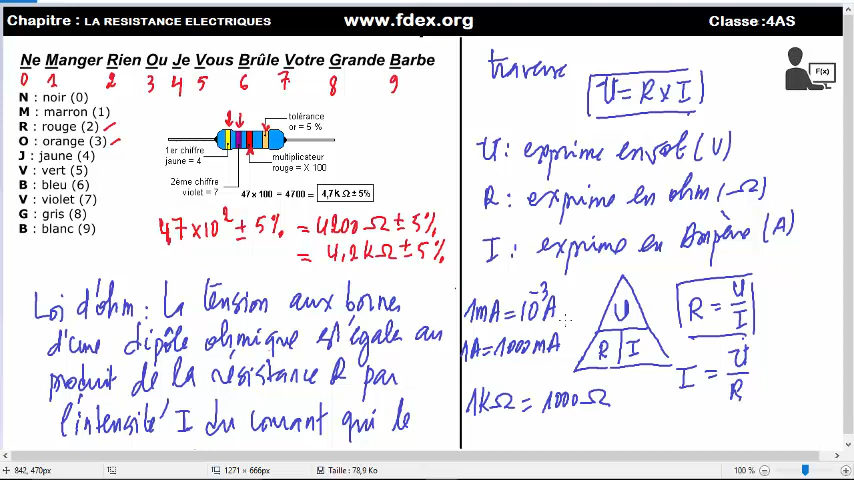 Chapitre : LA RESISTANCE ELECTRIQUES
www.fdex.org
Classe :4AS
Ne Manger Rien Ou Je Vous Brûle Votre Grande Barbe
0 1 2 3 4 5 6 7 8 9
N : noir (0)
M : marron (1)
R : rouge (2)
O : orange (3)
J : jaune (4)
V : vert (5)
B : bleu (6)
V : violet (7)
G : gris (8)
B : blanc (9)
tolérance
or = 5 %
1er chiffre
jaune = 4
multiplicateur
rouge = X 100
2ème chiffre
violet = 7
47 x 100 = 4700 =
4,7 k Ω ± 5%
47 x 10² ± 5% = 4200 Ω ± 5%
= 4,2 kΩ ± 5%
Loi d'ohm : La tension aux bornes
d'une dipôle ohmique est égale au
produit de la résistance R par
l'intensité I du courant qui le
traverse
U = R x I
U : exprime en volt (V)
R : exprime en ohm (Ω)
I : exprime en Ampère (A)
1mA = 10⁻³ A
1A = 1000 mA
1kΩ = 1000 Ω
U
R I
R = U/I
I = U/R
F(x)
842, 470px
1271 × 666px
Taille : 78,9 Ko
100 %